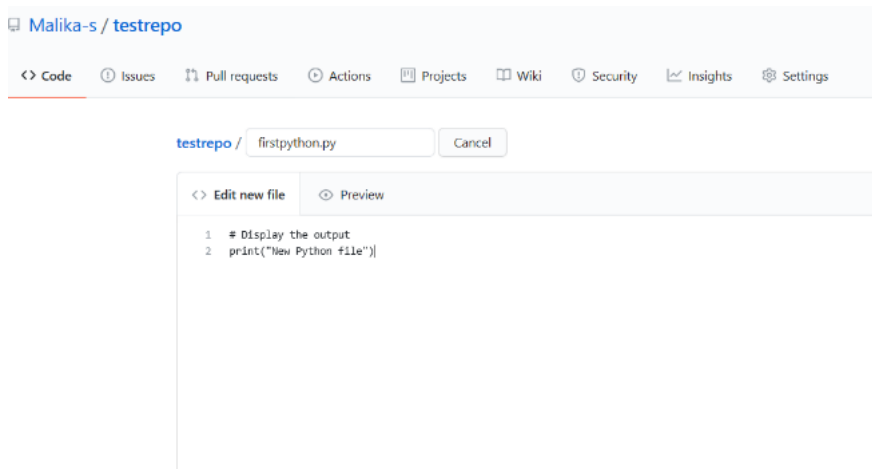 Malika-s / testrepo
<> Code Issues Pull requests Actions Projects Wiki Security Insights Settings
testrepo / firstpython.py Cancel
<> Edit new file Preview
1 # Display the output
2 print("New Python file")